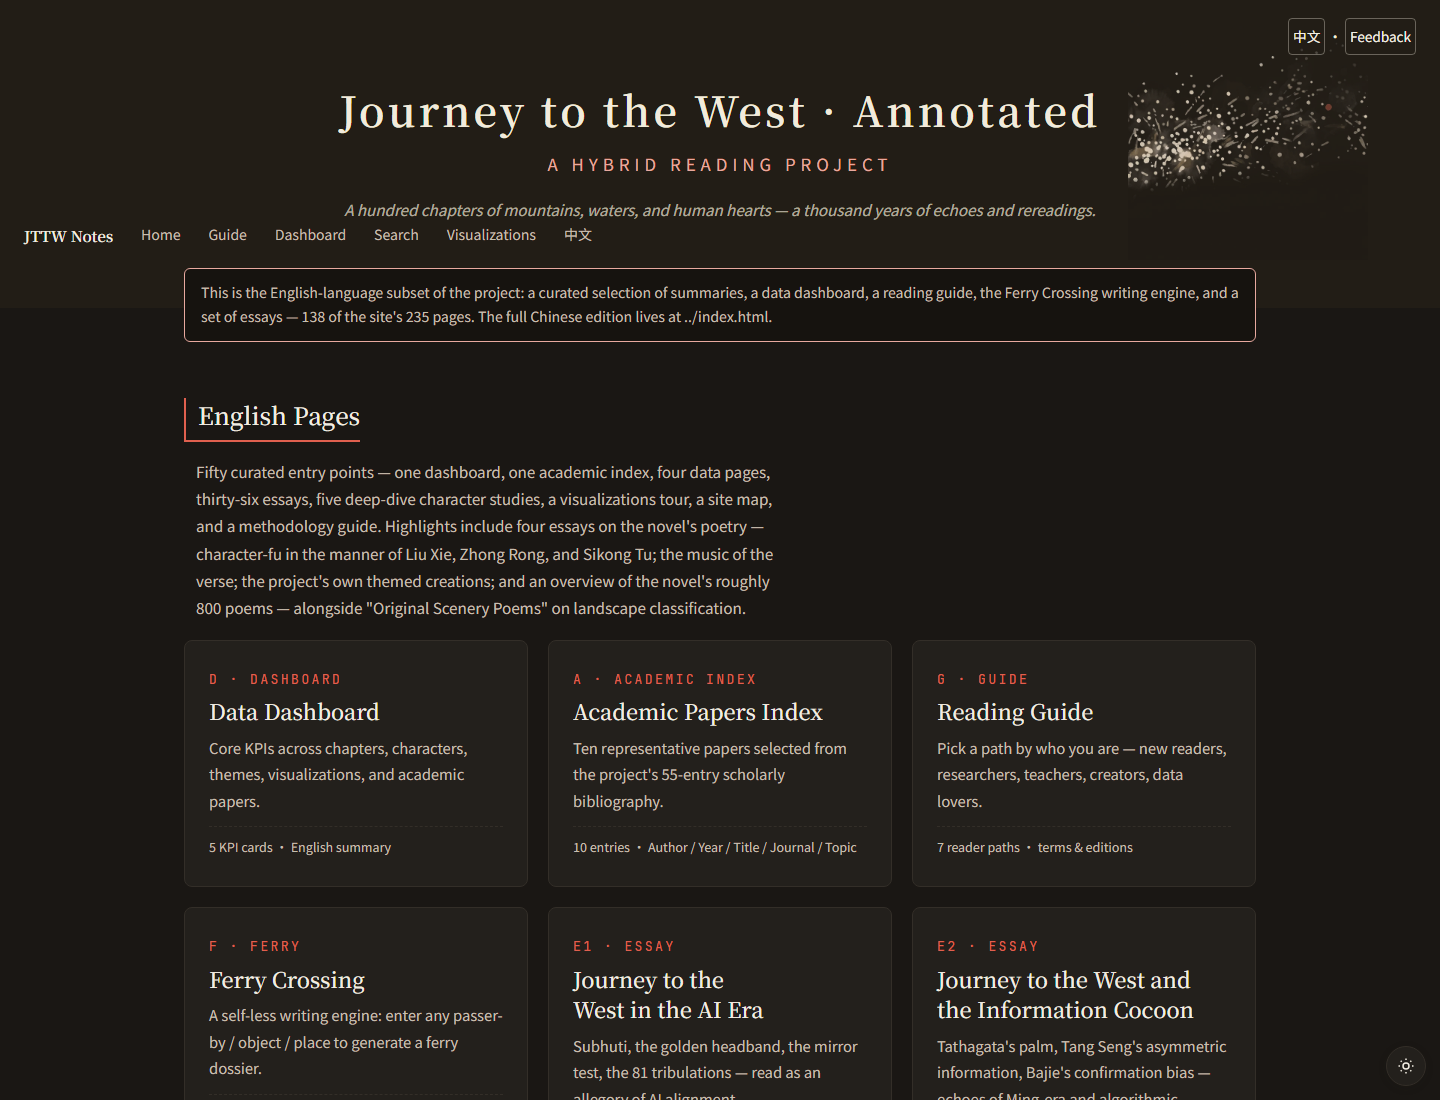 中文 • Feedback
Journey to the West · Annotated
A HYBRID READING PROJECT
A hundred chapters of mountains, waters, and human hearts — a thousand years of echoes and rereadings.
JTTW Notes Home Guide Dashboard Search Visualizations 中文
This is the English-language subset of the project: a curated selection of summaries, a data dashboard, a reading guide, the Ferry Crossing writing engine, and a
set of essays — 138 of the site's 235 pages. The full Chinese edition lives at ../index.html.
English Pages
Fifty curated entry points — one dashboard, one academic index, four data pages,
thirty-six essays, five deep-dive character studies, a visualizations tour, a site map,
and a methodology guide. Highlights include four essays on the novel's poetry —
character-fu in the manner of Liu Xie, Zhong Rong, and Sikong Tu; the music of the
verse; the project's own themed creations; and an overview of the novel's roughly
800 poems — alongside "Original Scenery Poems" on landscape classification.
D · DASHBOARD
Data Dashboard
Core KPIs across chapters, characters,
themes, visualizations, and academic
papers.
5 KPI cards • English summary
A · ACADEMIC INDEX
Academic Papers Index
Ten representative papers selected from
the project's 55-entry scholarly
bibliography.
10 entries • Author / Year / Title / Journal / Topic
G · GUIDE
Reading Guide
Pick a path by who you are — new readers,
researchers, teachers, creators, data
lovers.
7 reader paths • terms & editions
F · FERRY
Ferry Crossing
A self-less writing engine: enter any passer-
by / object / place to generate a ferry
dossier.
E1 · ESSAY
Journey to the
West in the AI Era
Subhuti, the golden headband, the mirror
test, the 81 tribulations — read as an
allegory of AI alignment.
E2 · ESSAY
Journey to the West and
the Information Cocoon
Tathagata's palm, Tang Seng's asymmetric
information, Bajie's confirmation bias —
echoes of Ming-era and algorithmic